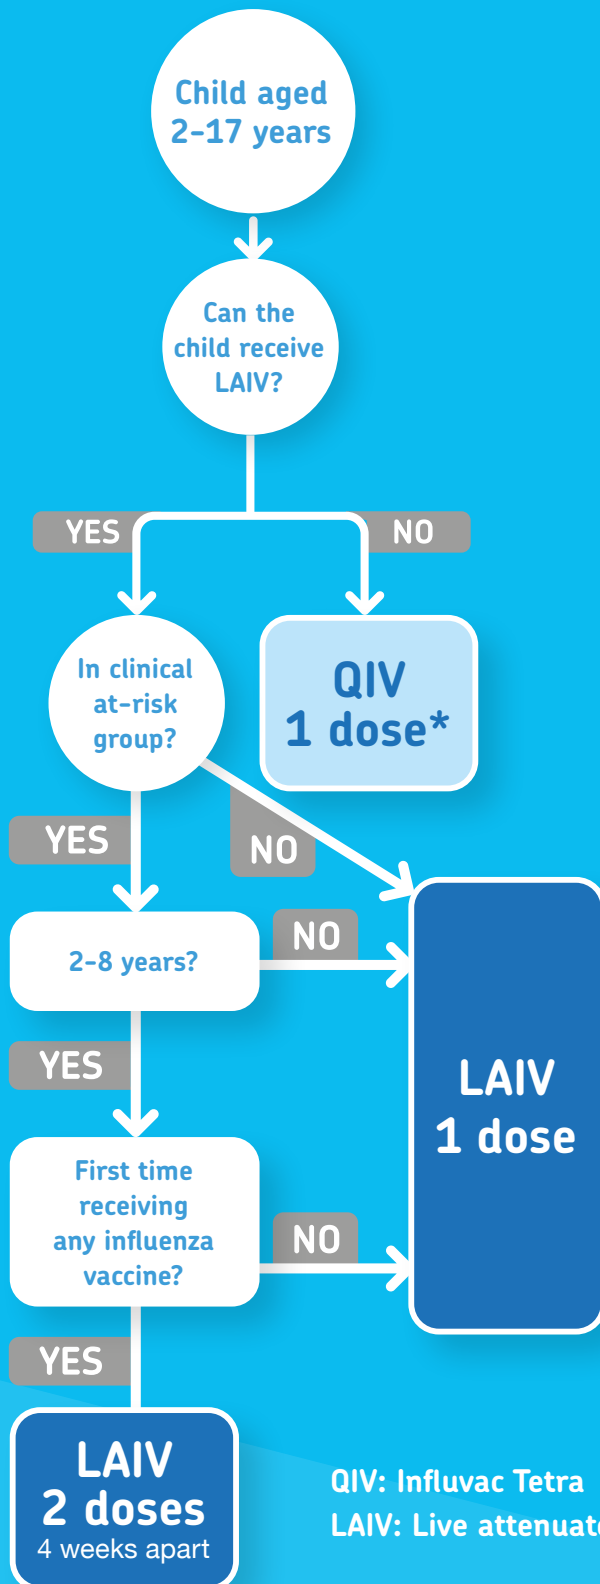 Child aged
2-17 years
Can the
child receive
LAIV?
YES
NO
In clinical
at-risk
group?
QIV
1 dose*
YES
NO
2-8 years?
NO
YES
LAIV
1 dose
First time
receiving
any influenza
vaccine?
NO
YES
LAIV
2 doses
4 weeks apart
QIV: Influvac Tetra
LAIV: Live